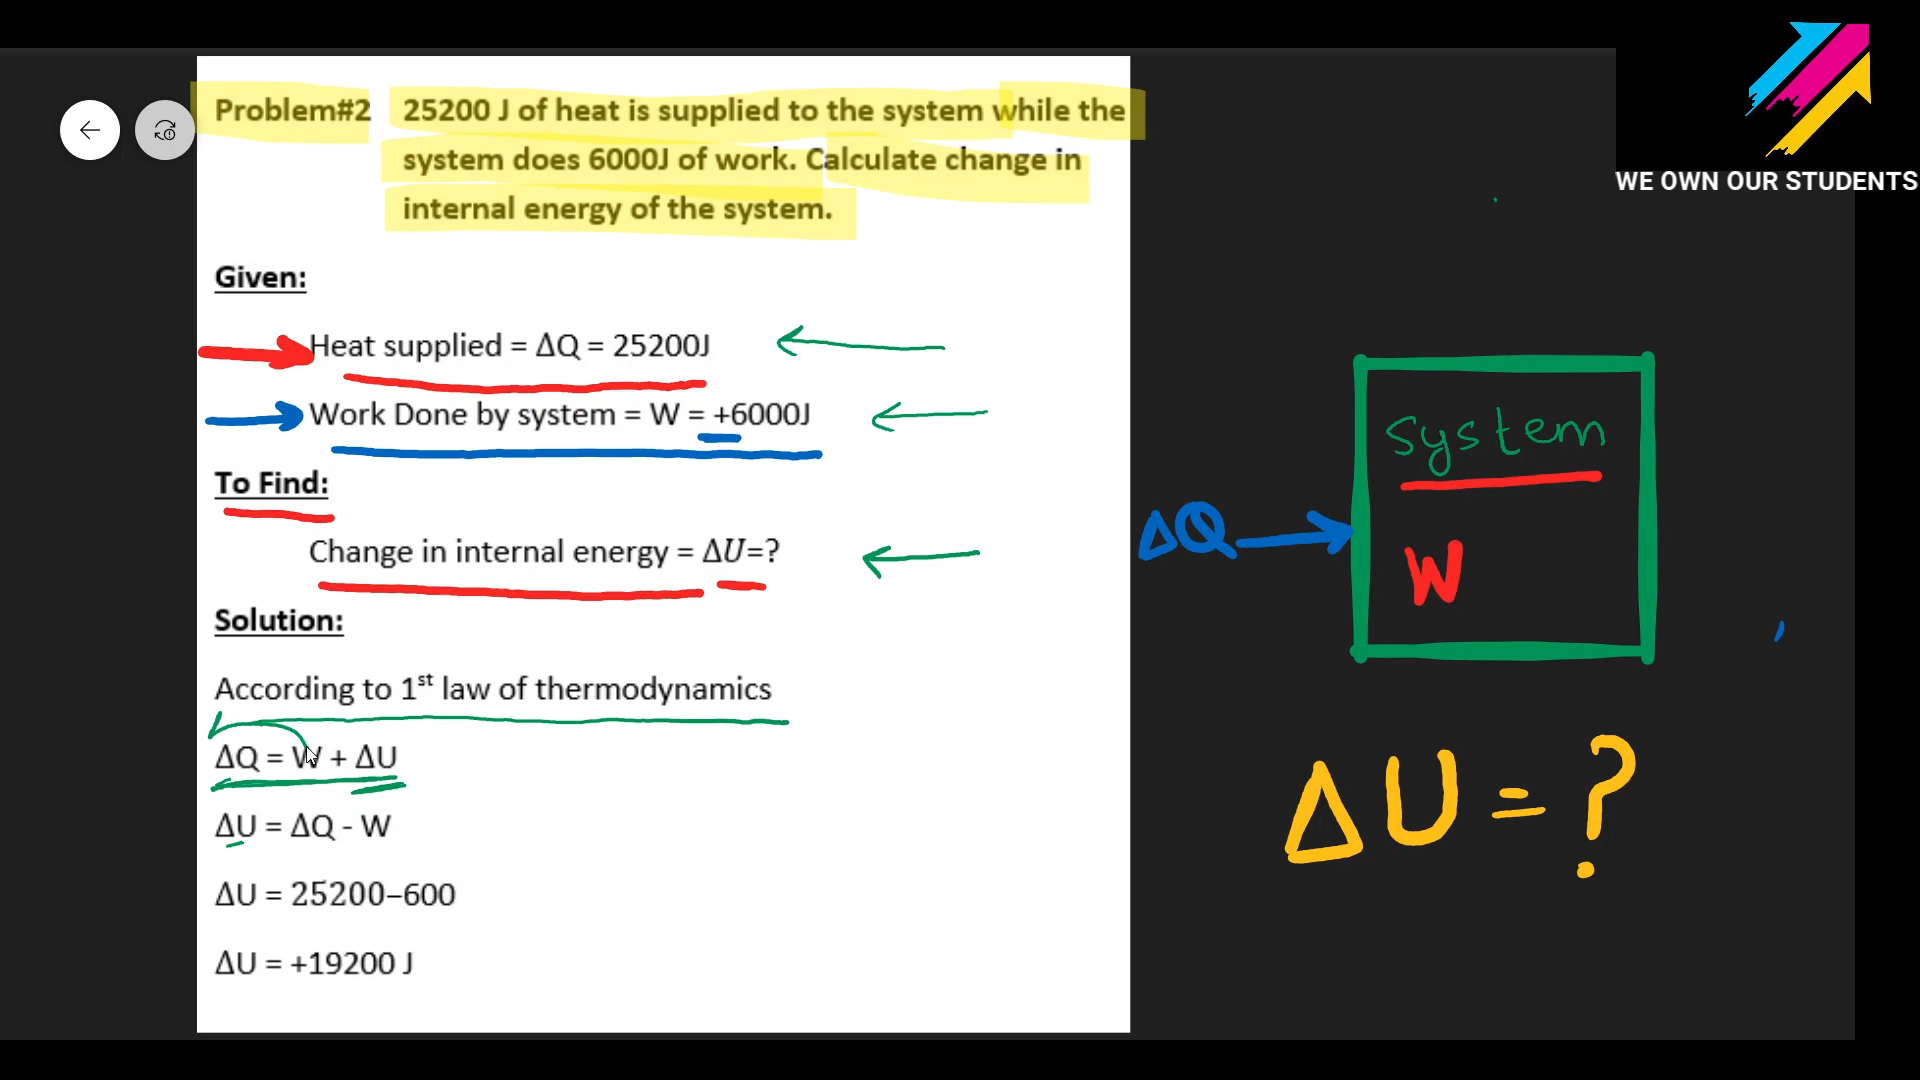 Problem#2 25200 J of heat is supplied to the system while the
system does 6000J of work. Calculate change in
internal energy of the system.
WE OWN OUR STUDENTS
Given:
Heat supplied = ΔQ = 25200J
Work Done by system = W = +6000J
To Find:
Change in internal energy = ΔU=?
Solution:
According to 1st law of thermodynamics
ΔQ = W + ΔU
ΔU = ΔQ - W
ΔU = 25200–600
ΔU = +19200 J
System
ΔQ
W
ΔU = ?